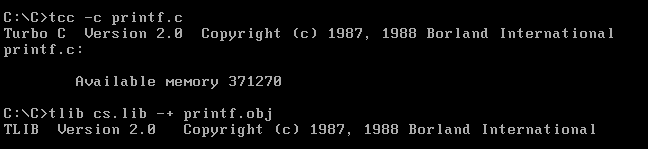 C:\C>tcc -c printf.c
Turbo C  Version 2.0  Copyright (c) 1987, 1988 Borland International
printf.c:
        Available memory 371270
C:\C>tlib cs.lib -+ printf.obj
TLIB  Version 2.0   Copyright (c) 1987, 1988 Borland International